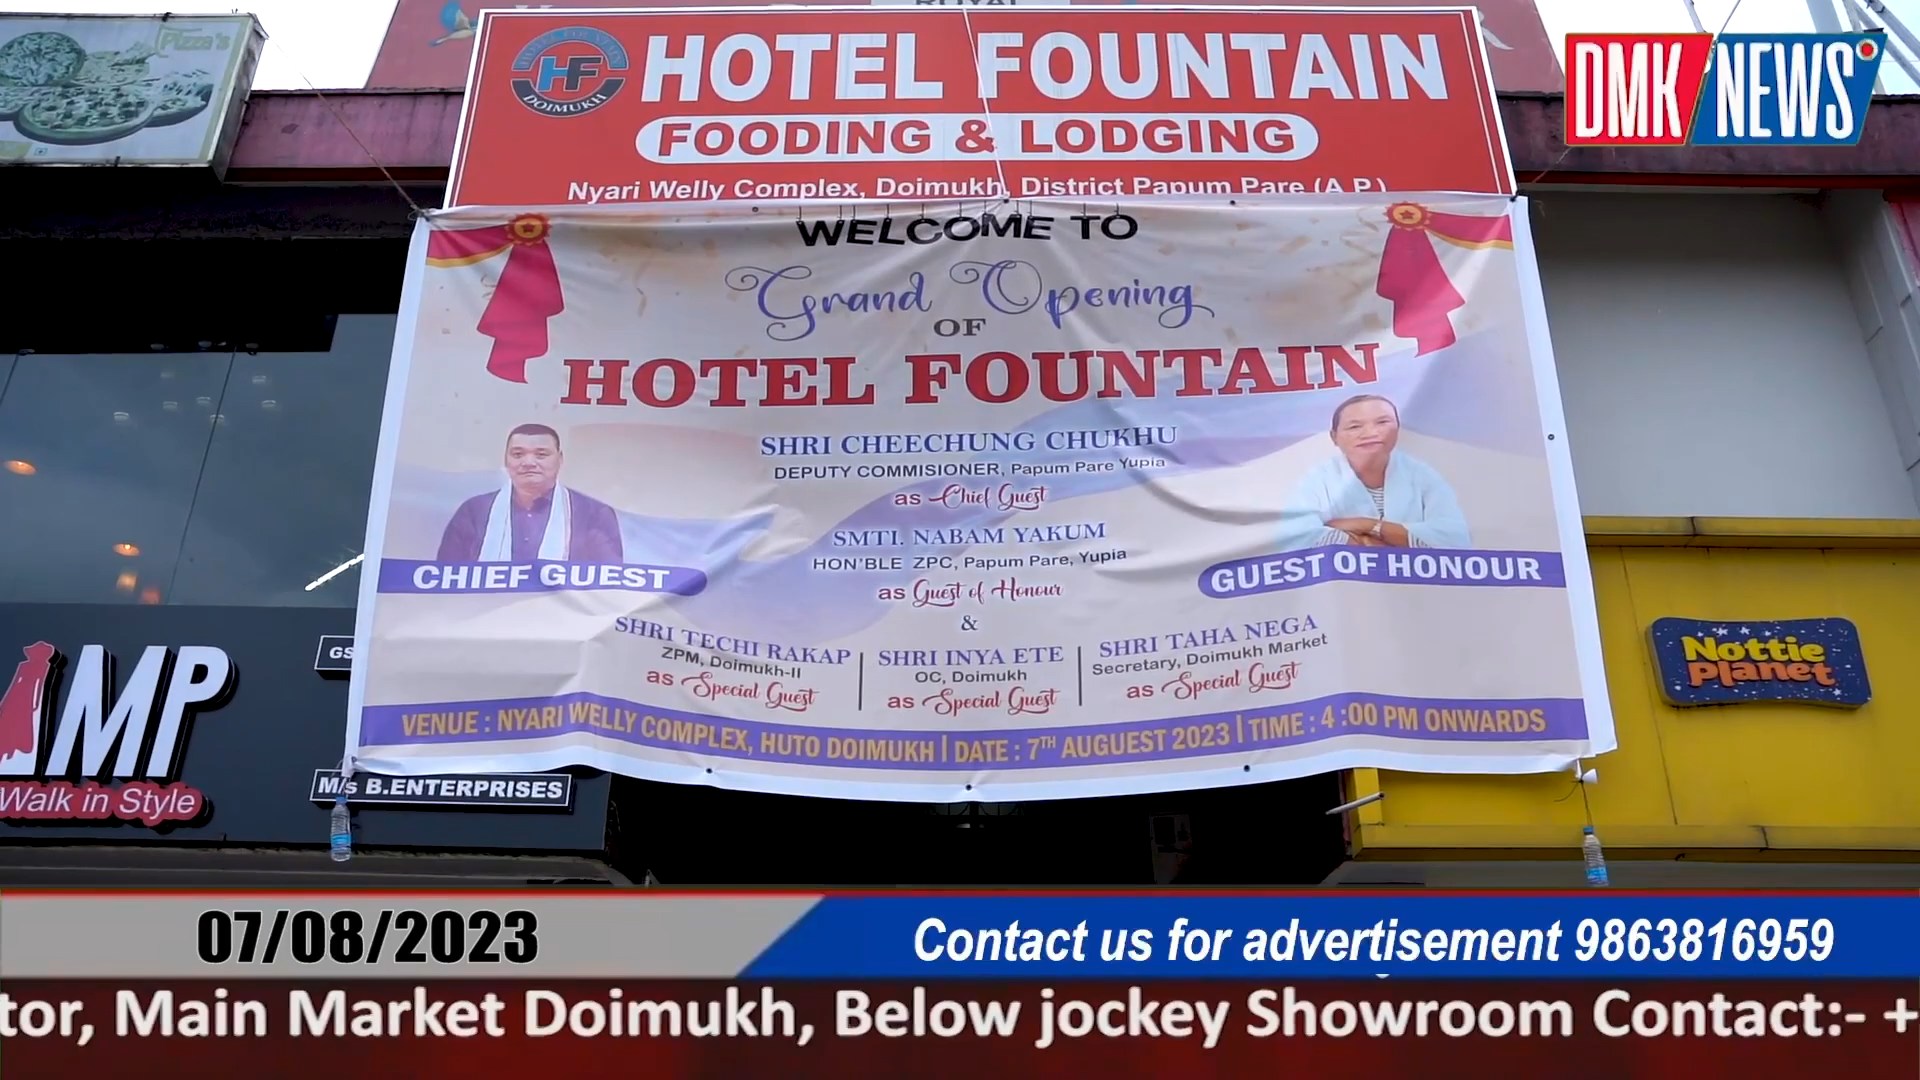 Pizza's
ROYAL
HOTEL FOUNTAIN
HF
DOIMUKH
HOTEL FOUNTAIN
FOODING & LODGING
Nyari Welly Complex, Doimukh, District Papum Pare (A.P.)
DMK NEWS
WELCOME TO
Grand Opening
OF
HOTEL FOUNTAIN
SHRI CHEECHUNG CHUKHU
DEPUTY COMMISIONER, Papum Pare Yupia
as Chief Guest
SMTI. NABAM YAKUM
HON'BLE ZPC, Papum Pare, Yupia
as Guest of Honour
&
CHIEF GUEST
GUEST OF HONOUR
SHRI TECHI RAKAP
ZPM, Doimukh-II
as Special Guest
SHRI INYA ETE
OC, Doimukh
as Special Guest
SHRI TAHA NEGA
Secretary, Doimukh Market
as Special Guest
VENUE : NYARI WELLY COMPLEX, HUTO DOIMUKH | DATE : 7TH AUGUEST 2023 | TIME : 4 :00 PM ONWARDS
GS
MP
Walk in Style
M/s B.ENTERPRISES
Nottie
Planet
07/08/2023
Contact us for advertisement 9863816959
tor, Main Market Doimukh, Below jockey Showroom Contact:- +